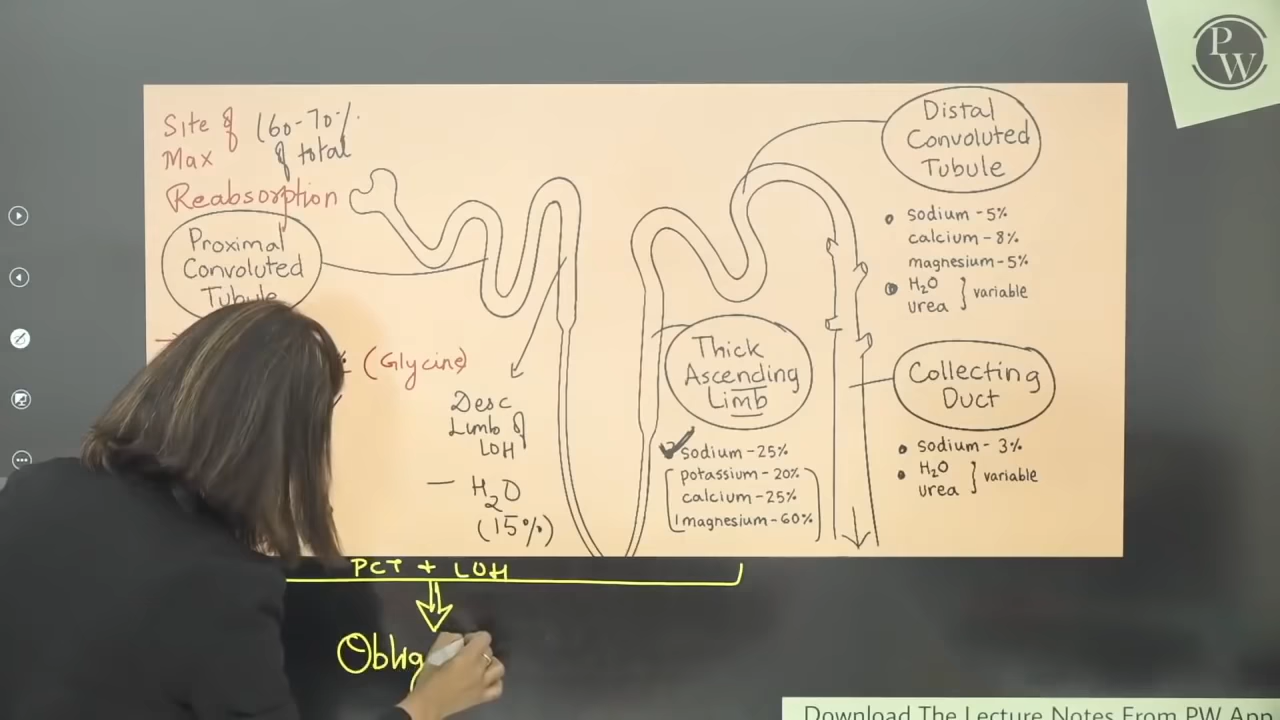 PW
Site of (60-70%
Max of total
Reabsorption
Proximal
Convoluted
Tubule
(Glycine)
Desc
Limb of
LOH
— H₂O
(15%)
Thick
Ascending
Limb
sodium - 25%
potassium - 20%
calcium - 25%
magnesium - 60%
Distal
Convoluted
Tubule
• sodium - 5%
calcium - 8%
magnesium - 5%
• H₂O
urea } variable
Collecting
Duct
• sodium - 3%
• H₂O
urea } variable
PCT + LOH
Oblig
Download The Lecture Notes From PW App